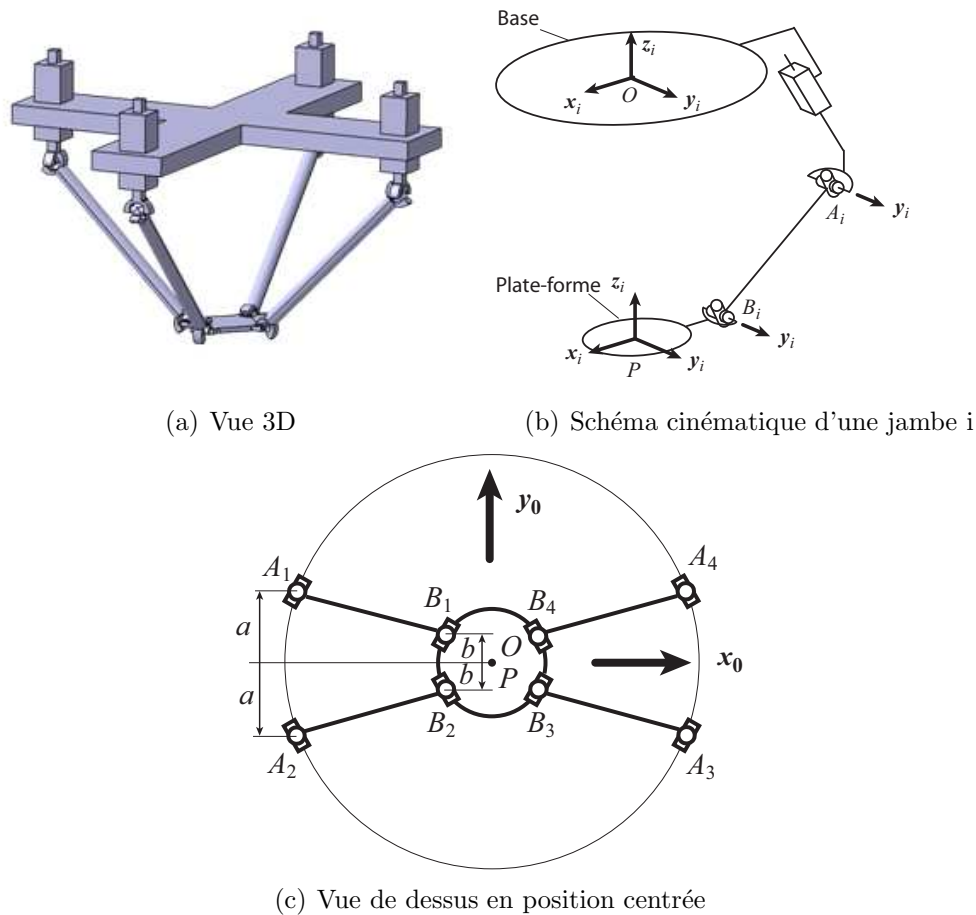 Base
z_i
x_i
O
y_i
A_i
y_i
Plate-forme
z_i
B_i
y_i
x_i
P
y_i
(a) Vue 3D
(b) Schéma cinématique d'une jambe i
y_0
A_1
A_4
B_1
B_4
a
b
O
x_0
a
b
P
B_2
B_3
A_2
A_3
(c) Vue de dessus en position centrée